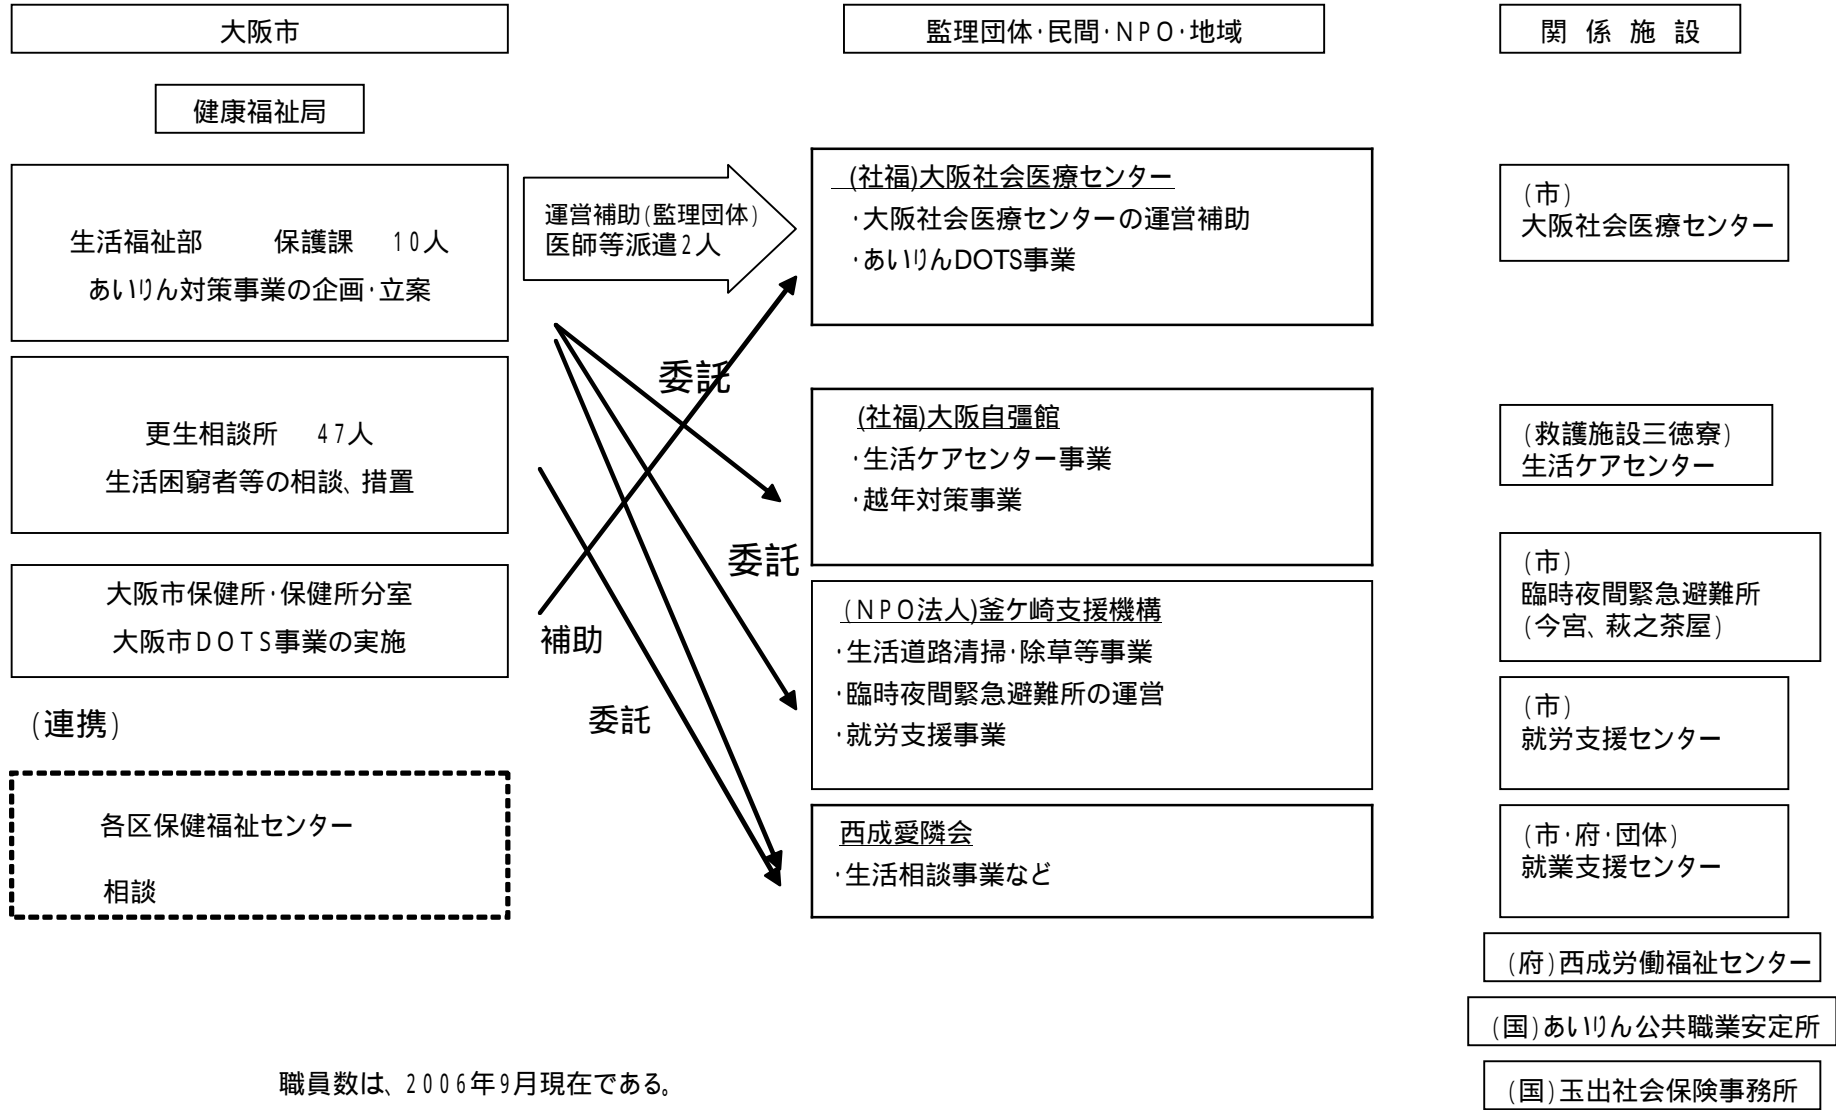 大阪市
監理団体・民間・NPO・地域
関 係 施 設
健康福祉局
生活福祉部　　保護課　10人
あいりん対策事業の企画・立案
更生相談所　47人
生活困窮者等の相談、措置
大阪市保健所・保健所分室
大阪市DOTS事業の実施
(連携)
各区保健福祉センター
相談
運営補助(監理団体)
医師等派遣2人
委託
委託
補助
委託
(社福)大阪社会医療センター
・大阪社会医療センターの運営補助
・あいりんDOTS事業
(社福)大阪自彊館
・生活ケアセンター事業
・越年対策事業
(NPO法人)釜ケ崎支援機構
・生活道路清掃・除草等事業
・臨時夜間緊急避難所の運営
・就労支援事業
西成愛隣会
・生活相談事業など
(市)
大阪社会医療センター
(救護施設三徳寮)
生活ケアセンター
(市)
臨時夜間緊急避難所
(今宮、萩之茶屋)
(市)
就労支援センター
(市・府・団体)
就業支援センター
(府)西成労働福祉センター
(国)あいりん公共職業安定所
(国)玉出社会保険事務所
職員数は、2006年9月現在である。